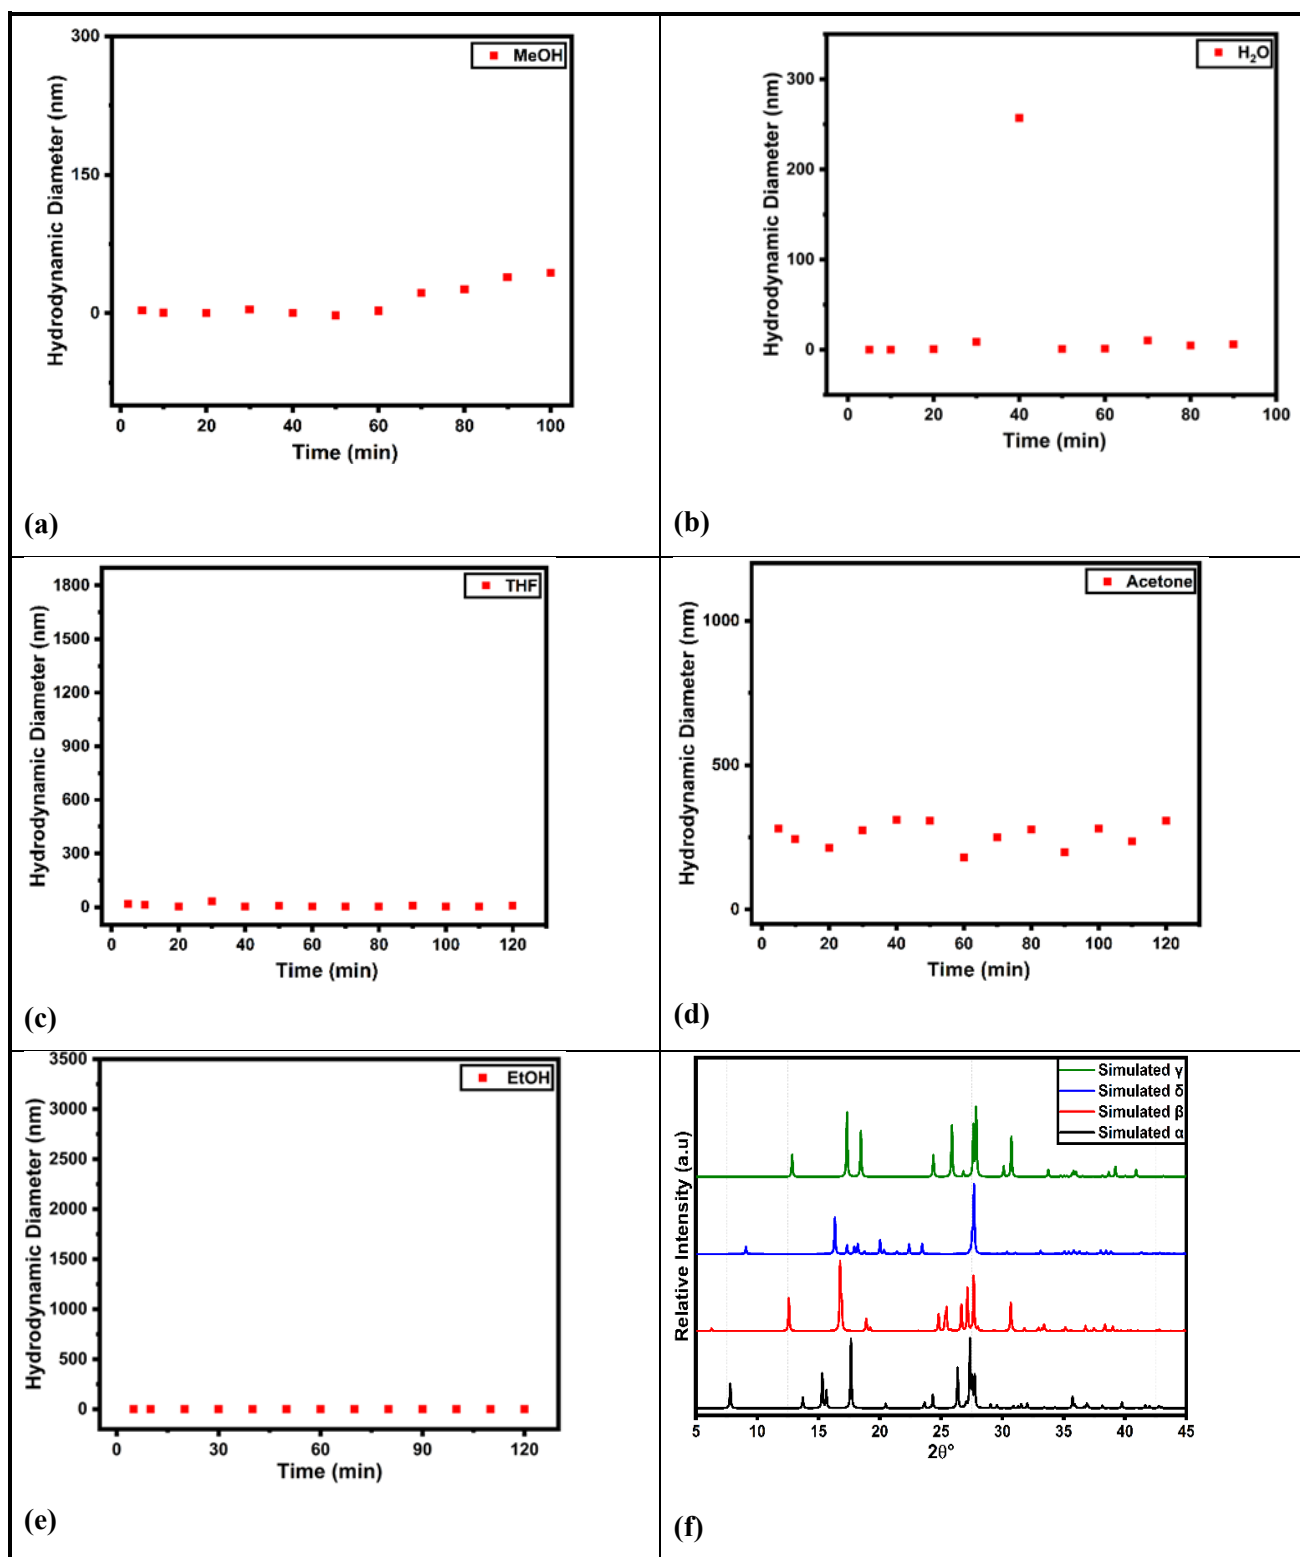 300
150
0
Hydrodynamic Diameter (nm)
MeOH
0 20 40 60 80 100
Time (min)
(a)
300
200
100
0
Hydrodynamic Diameter (nm)
H₂O
0 20 40 60 80 100
Time (min)
(b)
1800
1500
1200
900
600
300
0
Hydrodynamic Diameter (nm)
THF
0 20 40 60 80 100 120
Time (min)
(c)
1000
500
0
Hydrodynamic Diameter (nm)
Acetone
0 20 40 60 80 100 120
Time (min)
(d)
3500
3000
2500
2000
1500
1000
500
0
Hydrodynamic Diameter (nm)
EtOH
0 30 60 90 120
Time (min)
(e)
Relative Intensity (a.u)
Simulated γ
Simulated δ
Simulated β
Simulated α
5 10 15 20 25 30 35 40 45
2θ°
(f)